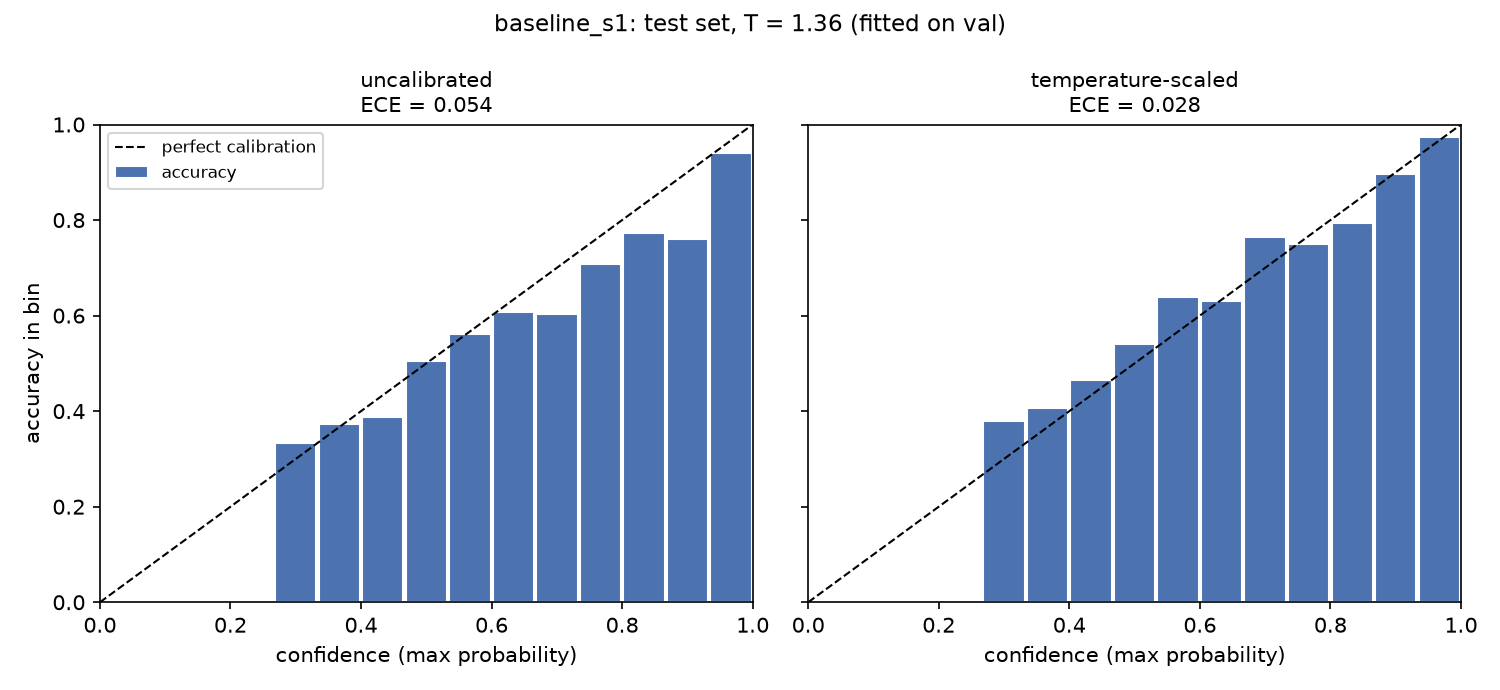 baseline_s1: test set, T = 1.36 (fitted on val)
uncalibrated
ECE = 0.054
perfect calibration
accuracy
accuracy in bin
1.0
0.8
0.6
0.4
0.2
0.0
0.0 0.2 0.4 0.6 0.8 1.0
confidence (max probability)
temperature-scaled
ECE = 0.028
0.0 0.2 0.4 0.6 0.8 1.0
confidence (max probability)